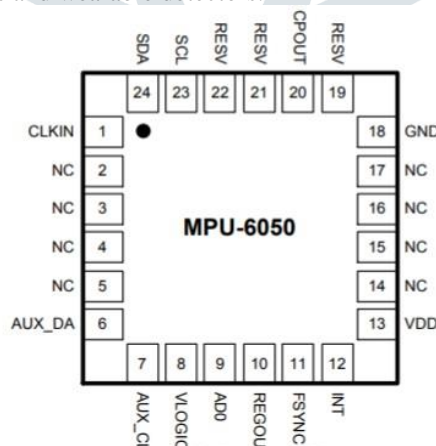 SDA SCL RESV RESV CPOUT RESV
24 23 22 21 20 19
CLKIN 1
18 GND
NC 2
17 NC
NC 3
16 NC
MPU-6050
NC 4
15 NC
NC 5
14 NC
AUX_DA 6
13 VDD
7 8 9 10 11 12
AD0 FSYNC INT